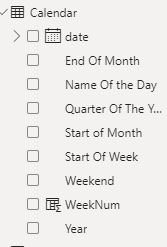 Calendar
date
End Of Month
Name Of the Day
Quarter Of The Y...
Start of Month
Start Of Week
Weekend
WeekNum
Year